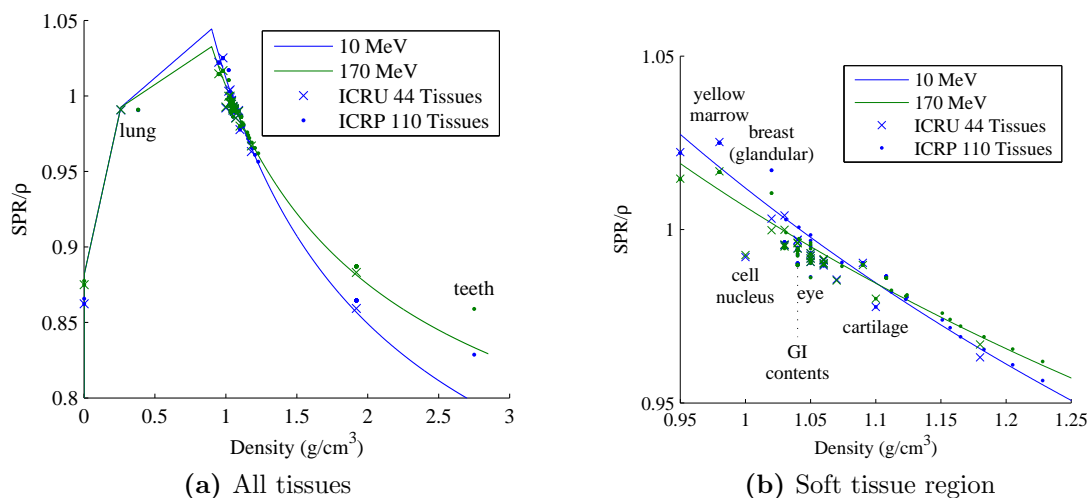 1.05
1
0.95
0.9
0.85
0.8
SPR/ρ
0 0.5 1 1.5 2 2.5 3
Density (g/cm³)
10 MeV
170 MeV
ICRU 44 Tissues
ICRP 110 Tissues
lung
teeth
(a) All tissues
1.05
1
0.95
SPR/ρ
0.95 1 1.05 1.1 1.15 1.2 1.25
Density (g/cm³)
10 MeV
170 MeV
ICRU 44 Tissues
ICRP 110 Tissues
yellow
marrow
breast
(glandular)
cell
nucleus
eye
GI
contents
cartilage
(b) Soft tissue region